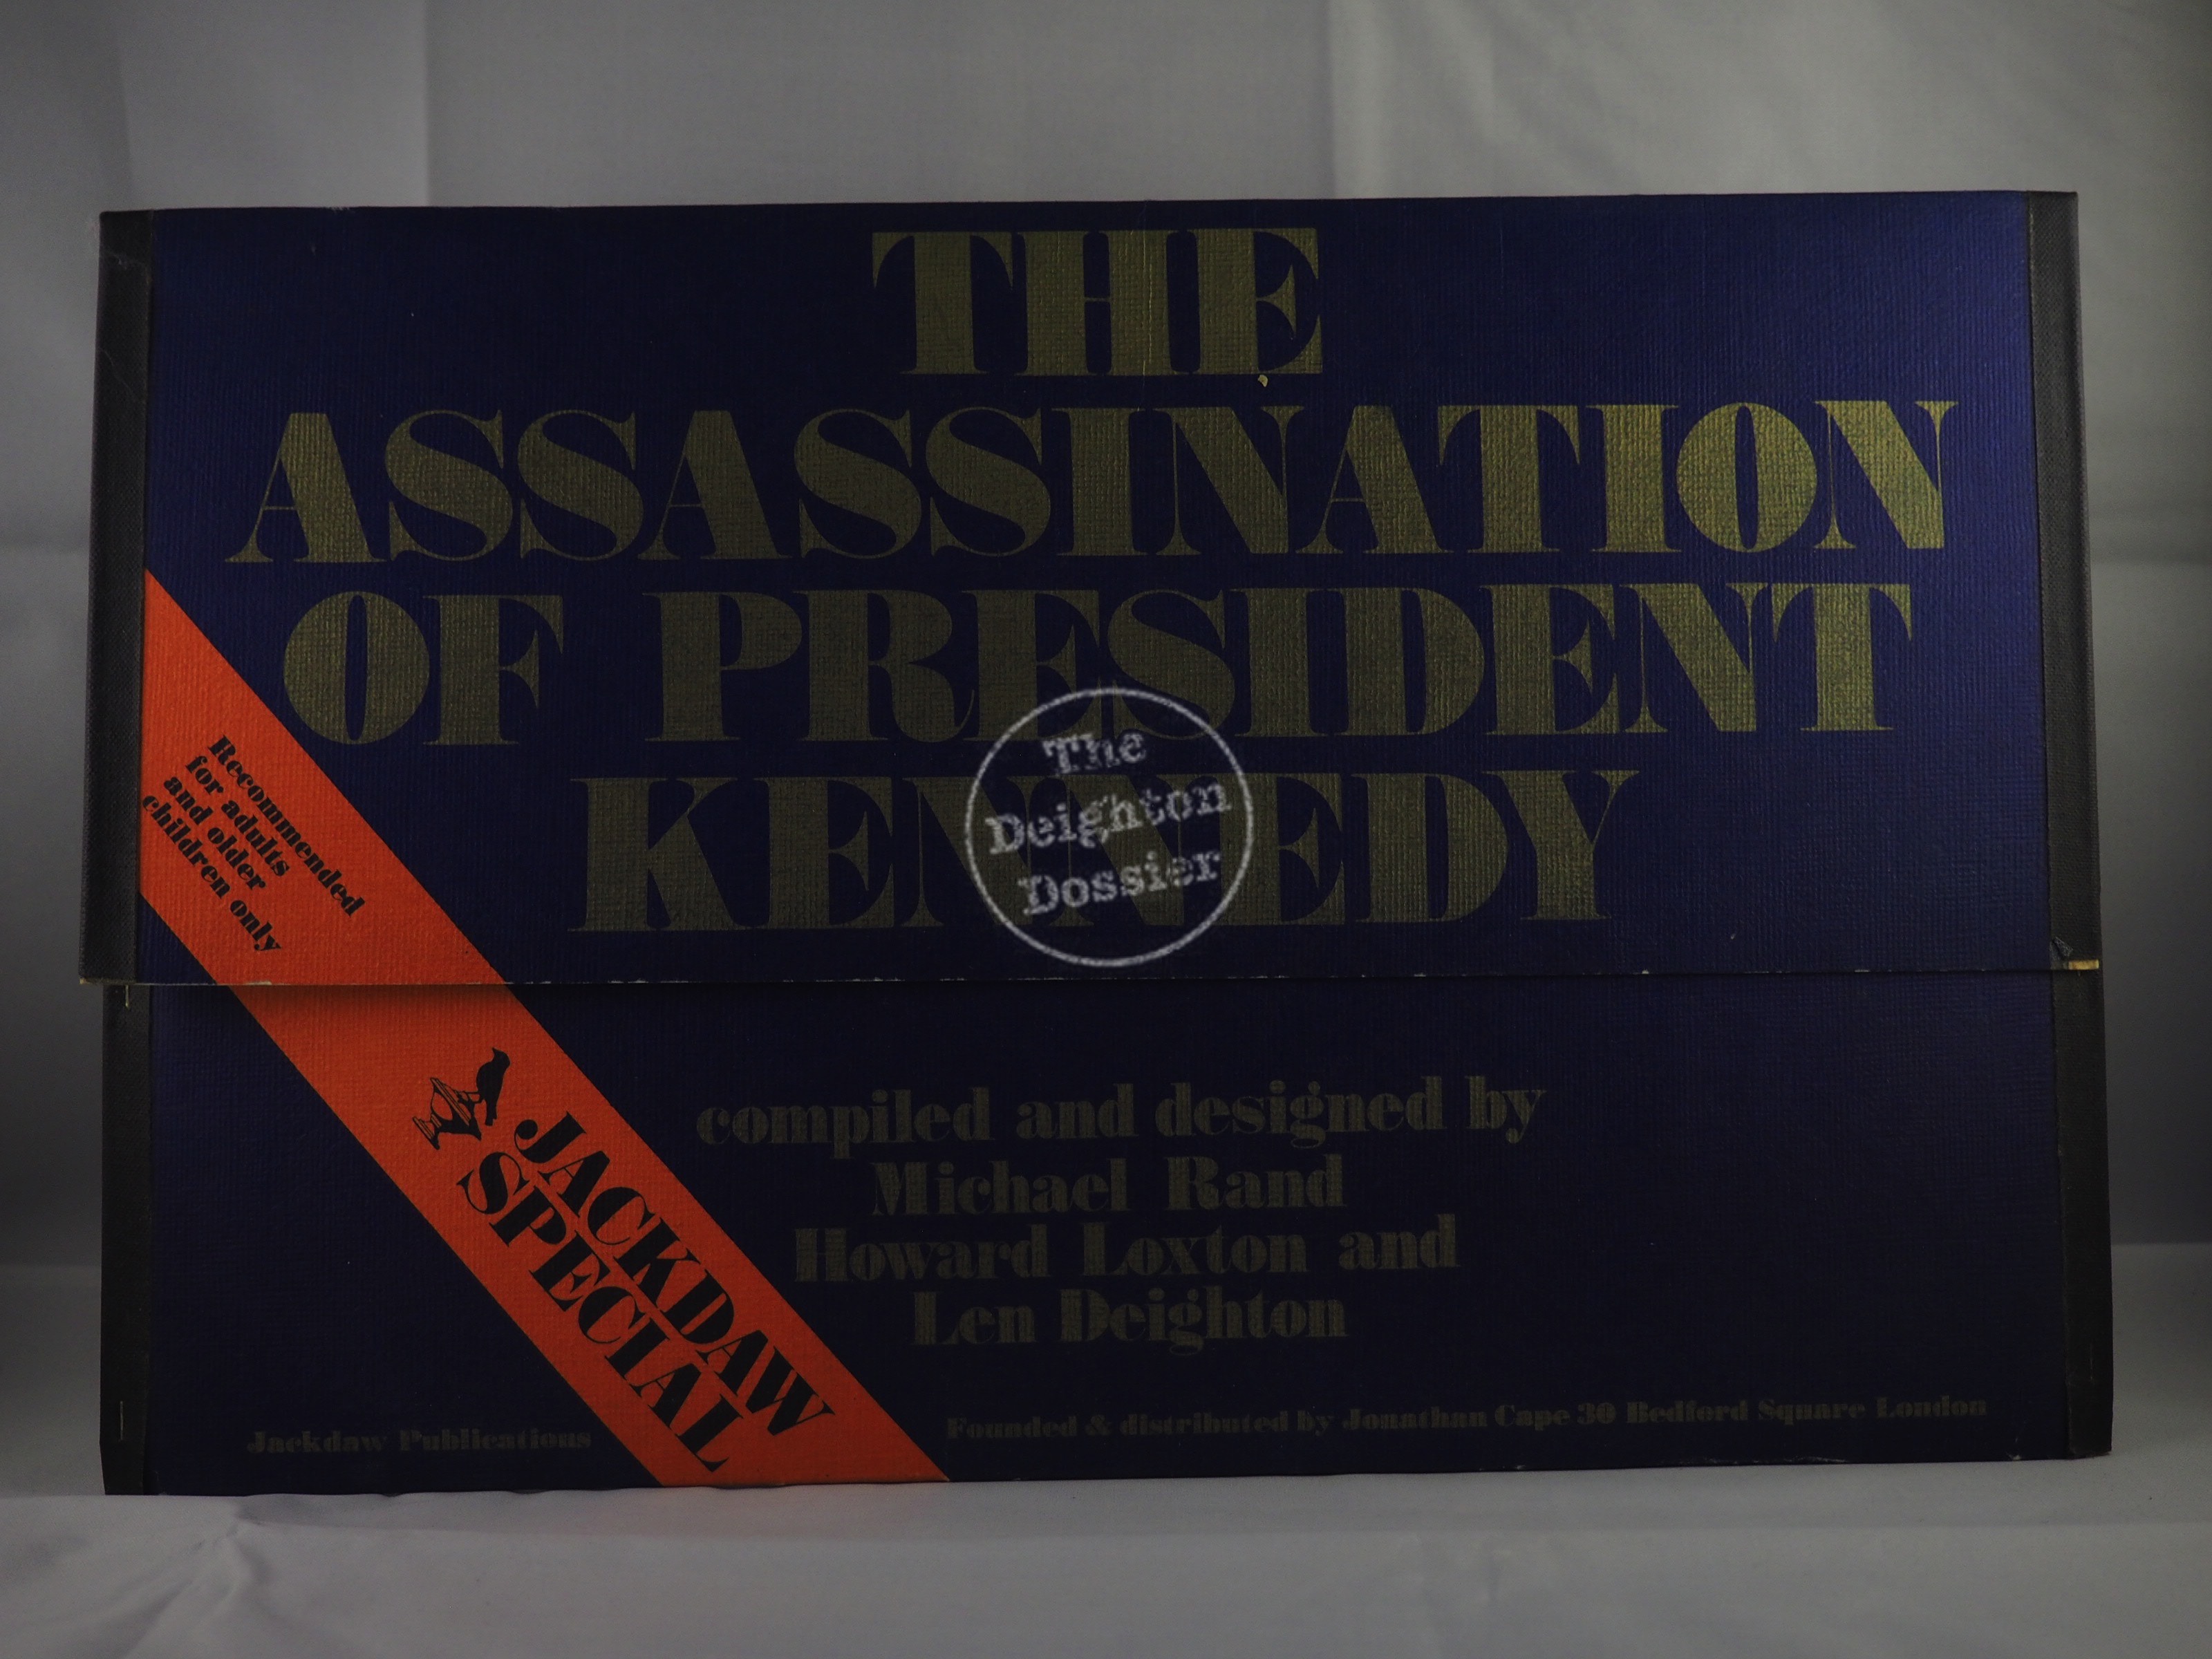 THE
ASSASSINATION
OF PRESIDENT
KENNEDY
The
Deighton
Dossier
Recommended
for adults
and older
children only
JACKDAW
SPECIAL
compiled and designed by
Michael Rand
Howard Loxton and
Len Deighton
Jackdaw Publications
Founded & distributed by Jonathan Cape 30 Bedford Square London